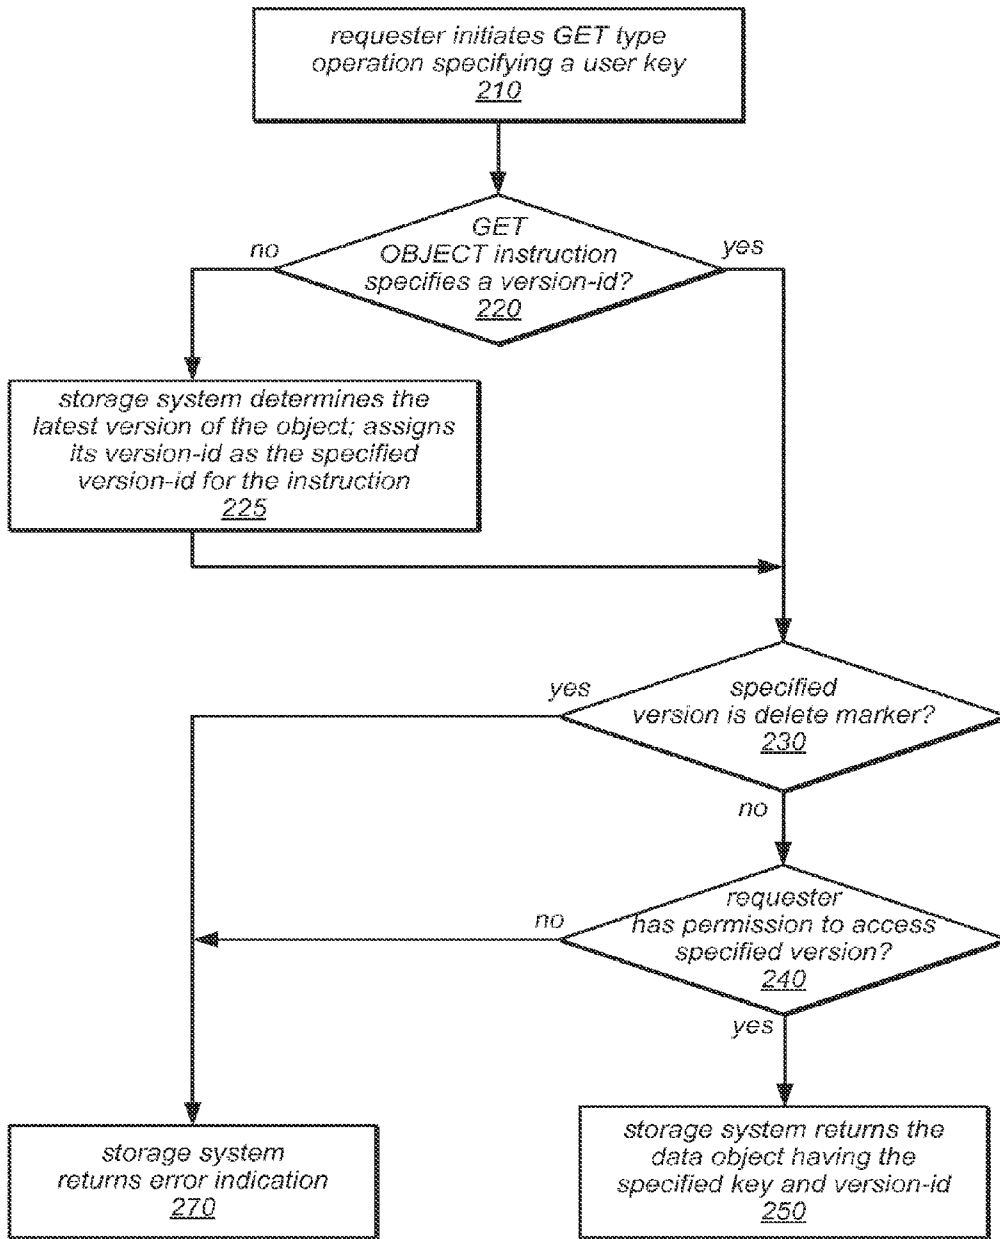 requester initiates GET type
operation specifying a user key
210
GET
OBJECT instruction
specifies a version-id?
220
no
yes
storage system determines the
latest version of the object; assigns
its version-id as the specified
version-id for the instruction
225
specified
version is delete marker?
230
yes
no
requester
has permission to access
specified version?
240
no
yes
storage system
returns error indication
270
storage system returns the
data object having the
specified key and version-id
250